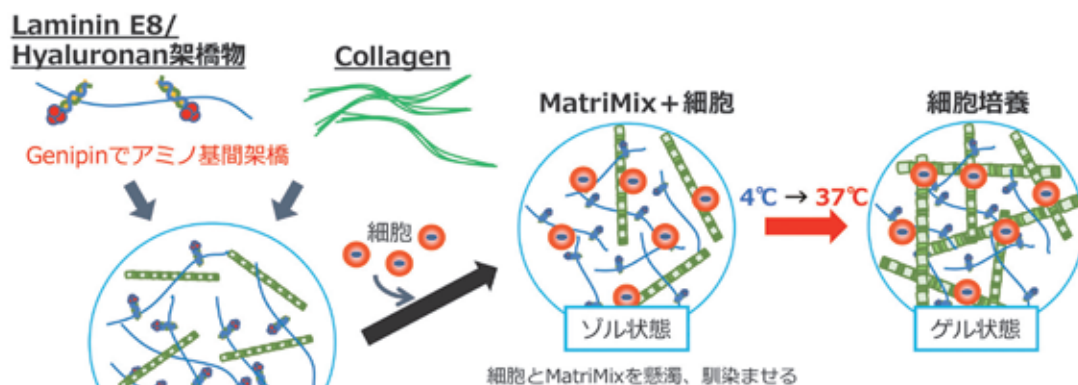 Laminin E8/
Hyaluronan架橋物
Collagen
Genipinでアミノ基間架橋
細胞
MatriMix+細胞
4℃ → 37℃
細胞培養
ゾル状態
ゲル状態
細胞とMatriMixを懸濁、馴染ませる